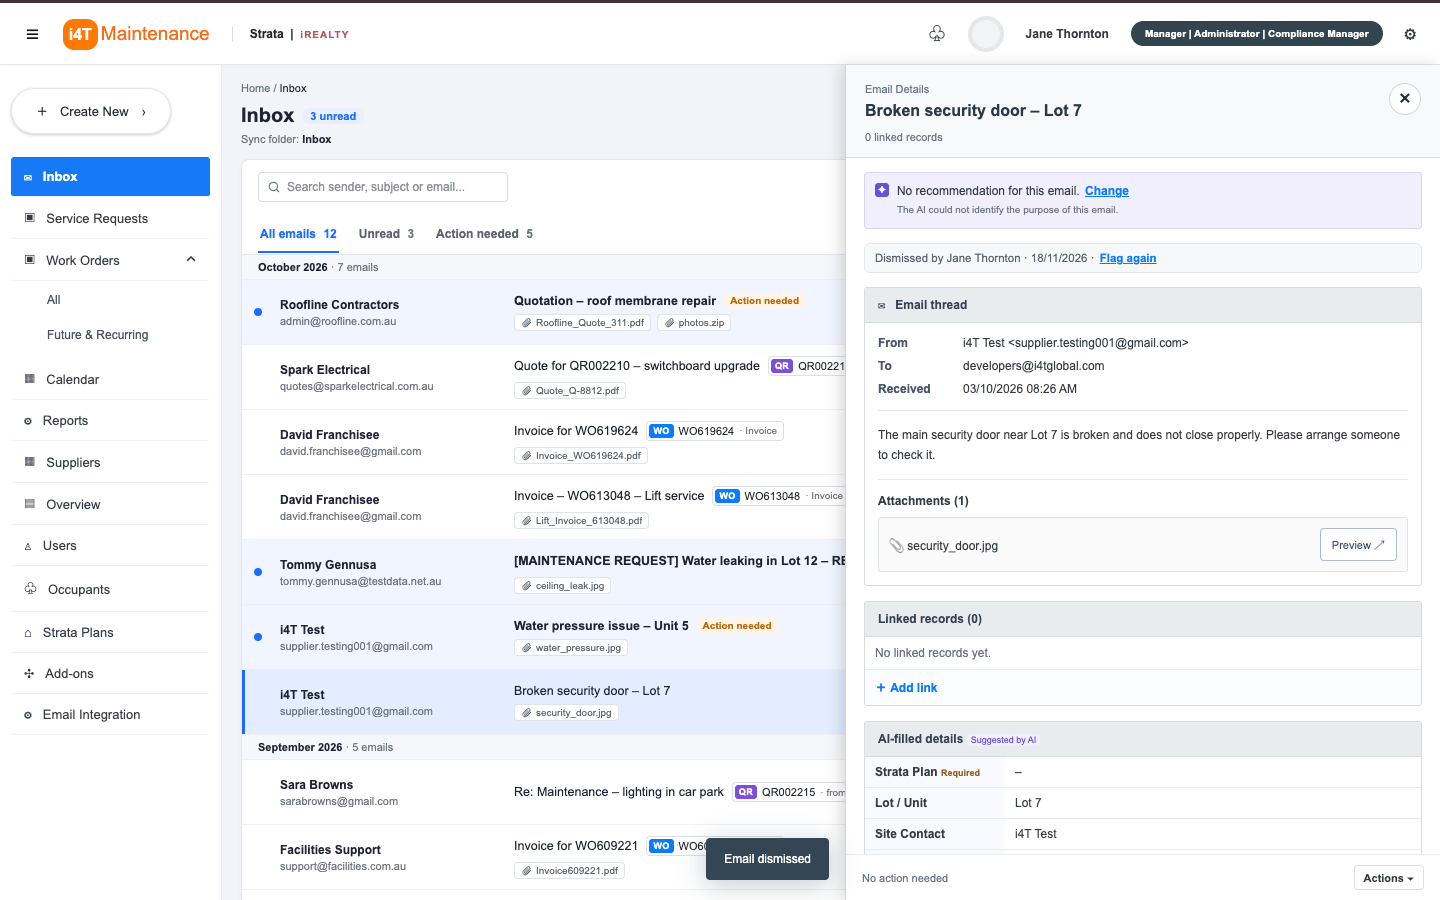 i4T Maintenance
Strata | iREALTY
Jane Thornton
Manager | Administrator | Compliance Manager
Create New
Inbox
Service Requests
Work Orders
All
Future & Recurring
Calendar
Reports
Suppliers
Overview
Users
Occupants
Strata Plans
Add-ons
Email Integration
Home / Inbox
Inbox 3 unread
Sync folder: Inbox
Search sender, subject or email...
All emails 12 Unread 3 Action needed 5
October 2026 · 7 emails
Roofline Contractors
admin@roofline.com.au
Quotation – roof membrane repair Action needed
Roofline_Quote_311.pdf photos.zip
Spark Electrical
quotes@sparkelectrical.com.au
Quote for QR002210 – switchboard upgrade QR QR00221
Quote_Q-8812.pdf
David Franchisee
david.franchisee@gmail.com
Invoice for WO619624 WO WO619624 · Invoice
Invoice_WO619624.pdf
David Franchisee
david.franchisee@gmail.com
Invoice – WO613048 – Lift service WO WO613048 · Invoice
Lift_Invoice_613048.pdf
Tommy Gennusa
tommy.gennusa@testdata.net.au
[MAINTENANCE REQUEST] Water leaking in Lot 12 – RE
ceiling_leak.jpg
i4T Test
supplier.testing001@gmail.com
Water pressure issue – Unit 5 Action needed
water_pressure.jpg
i4T Test
supplier.testing001@gmail.com
Broken security door – Lot 7
security_door.jpg
September 2026 · 5 emails
Sara Browns
sarabrowns@gmail.com
Re: Maintenance – lighting in car park QR QR002215 · from
Facilities Support
support@facilities.com.au
Invoice for WO609221 WO WO60
Invoice609221.pdf
Email dismissed
Email Details
Broken security door – Lot 7
0 linked records
No recommendation for this email. Change
The AI could not identify the purpose of this email.
Dismissed by Jane Thornton · 18/11/2026 · Flag again
Email thread
From i4T Test <supplier.testing001@gmail.com>
To developers@i4tglobal.com
Received 03/10/2026 08:26 AM
The main security door near Lot 7 is broken and does not close properly. Please arrange someone
to check it.
Attachments (1)
security_door.jpg
Preview
Linked records (0)
No linked records yet.
+ Add link
AI-filled details Suggested by AI
Strata Plan Required –
Lot / Unit Lot 7
Site Contact i4T Test
No action needed
Actions